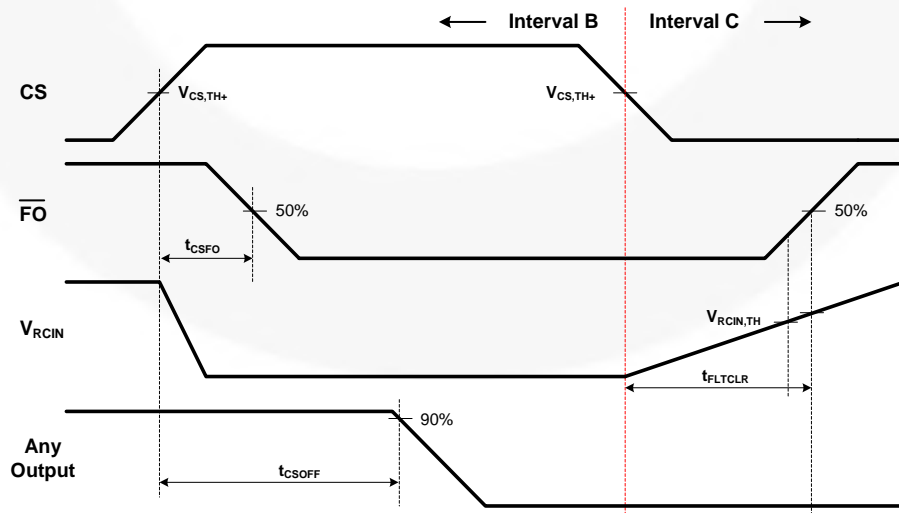 Interval B
Interval C
CS
VCS,TH+
VCS,TH+
FO
50%
50%
tCSFO
VRCIN
VRCIN,TH
tFLTCLR
Any
Output
90%
tCSOFF